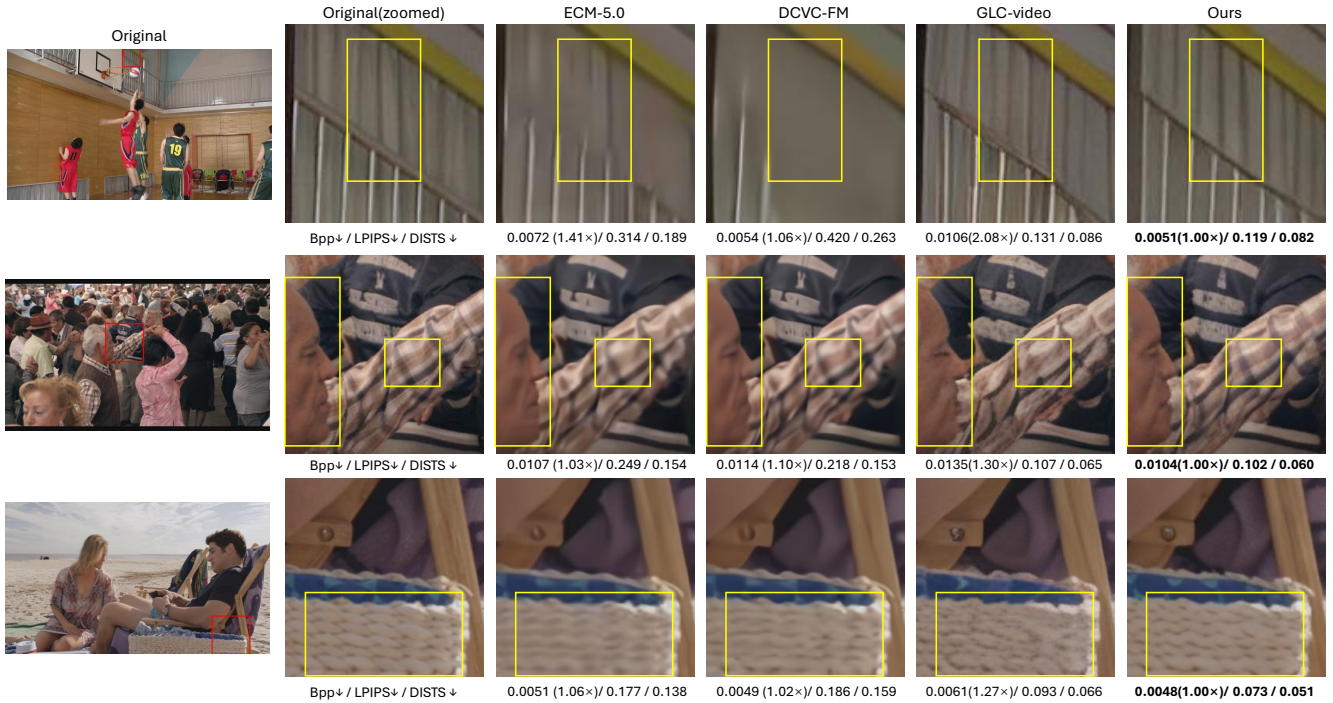 Original
Original(zoomed)
ECM-5.0
DCVC-FM
GLC-video
Ours
11
19
Bpp↓ / LPIPS↓ / DISTS ↓
0.0072 (1.41×)/ 0.314 / 0.189
0.0054 (1.06×)/ 0.420 / 0.263
0.0106(2.08×)/ 0.131 / 0.086
0.0051(1.00×)/ 0.119 / 0.082
Bpp↓ / LPIPS↓ / DISTS ↓
0.0107 (1.03×)/ 0.249 / 0.154
0.0114 (1.10×)/ 0.218 / 0.153
0.0135(1.30×)/ 0.107 / 0.065
0.0104(1.00×)/ 0.102 / 0.060
Bpp↓ / LPIPS↓ / DISTS ↓
0.0051 (1.06×)/ 0.177 / 0.138
0.0049 (1.02×)/ 0.186 / 0.159
0.0061(1.27×)/ 0.093 / 0.066
0.0048(1.00×)/ 0.073 / 0.051